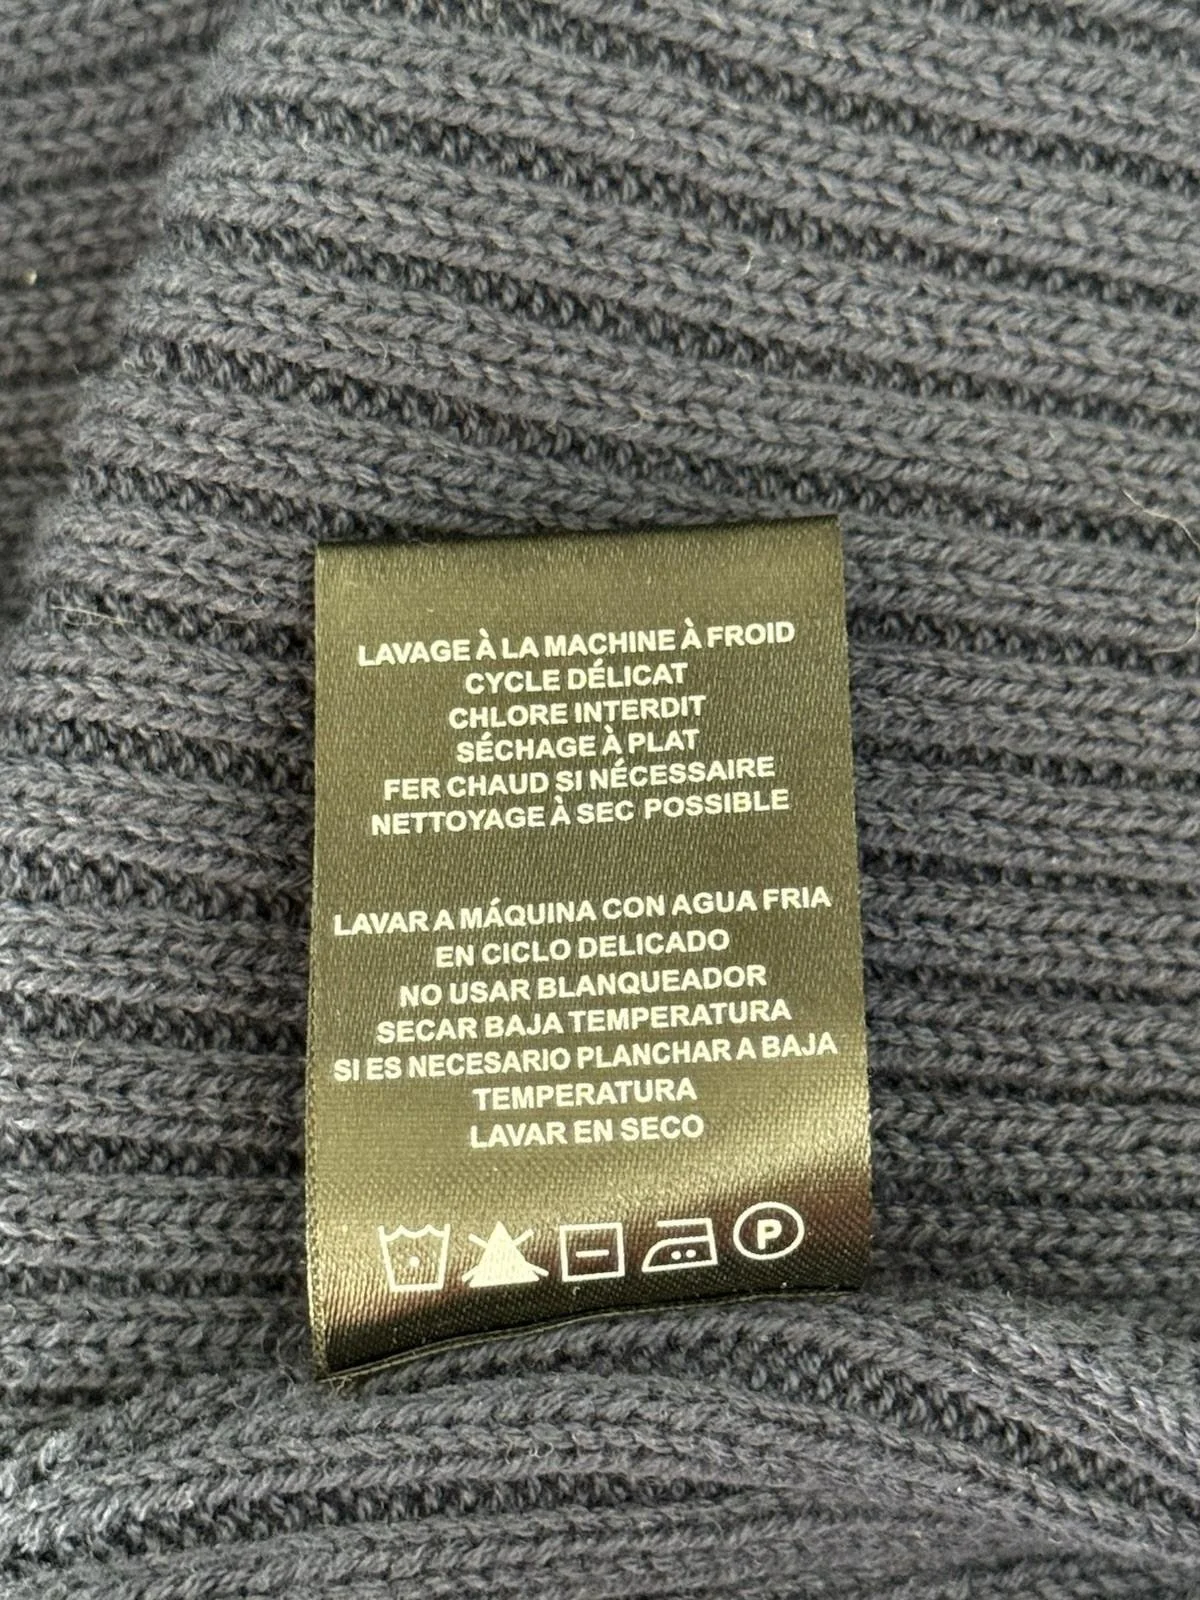 LAVAGE À LA MACHINE À FROID
CYCLE DÉLICAT
CHLORE INTERDIT
SÉCHAGE À PLAT
FER CHAUD SI NÉCESSAIRE
NETTOYAGE À SEC POSSIBLE
LAVAR A MÁQUINA CON AGUA FRIA
EN CICLO DELICADO
NO USAR BLANQUEADOR
SECAR BAJA TEMPERATURA
SI ES NECESARIO PLANCHAR A BAJA
TEMPERATURA
LAVAR EN SECO
P